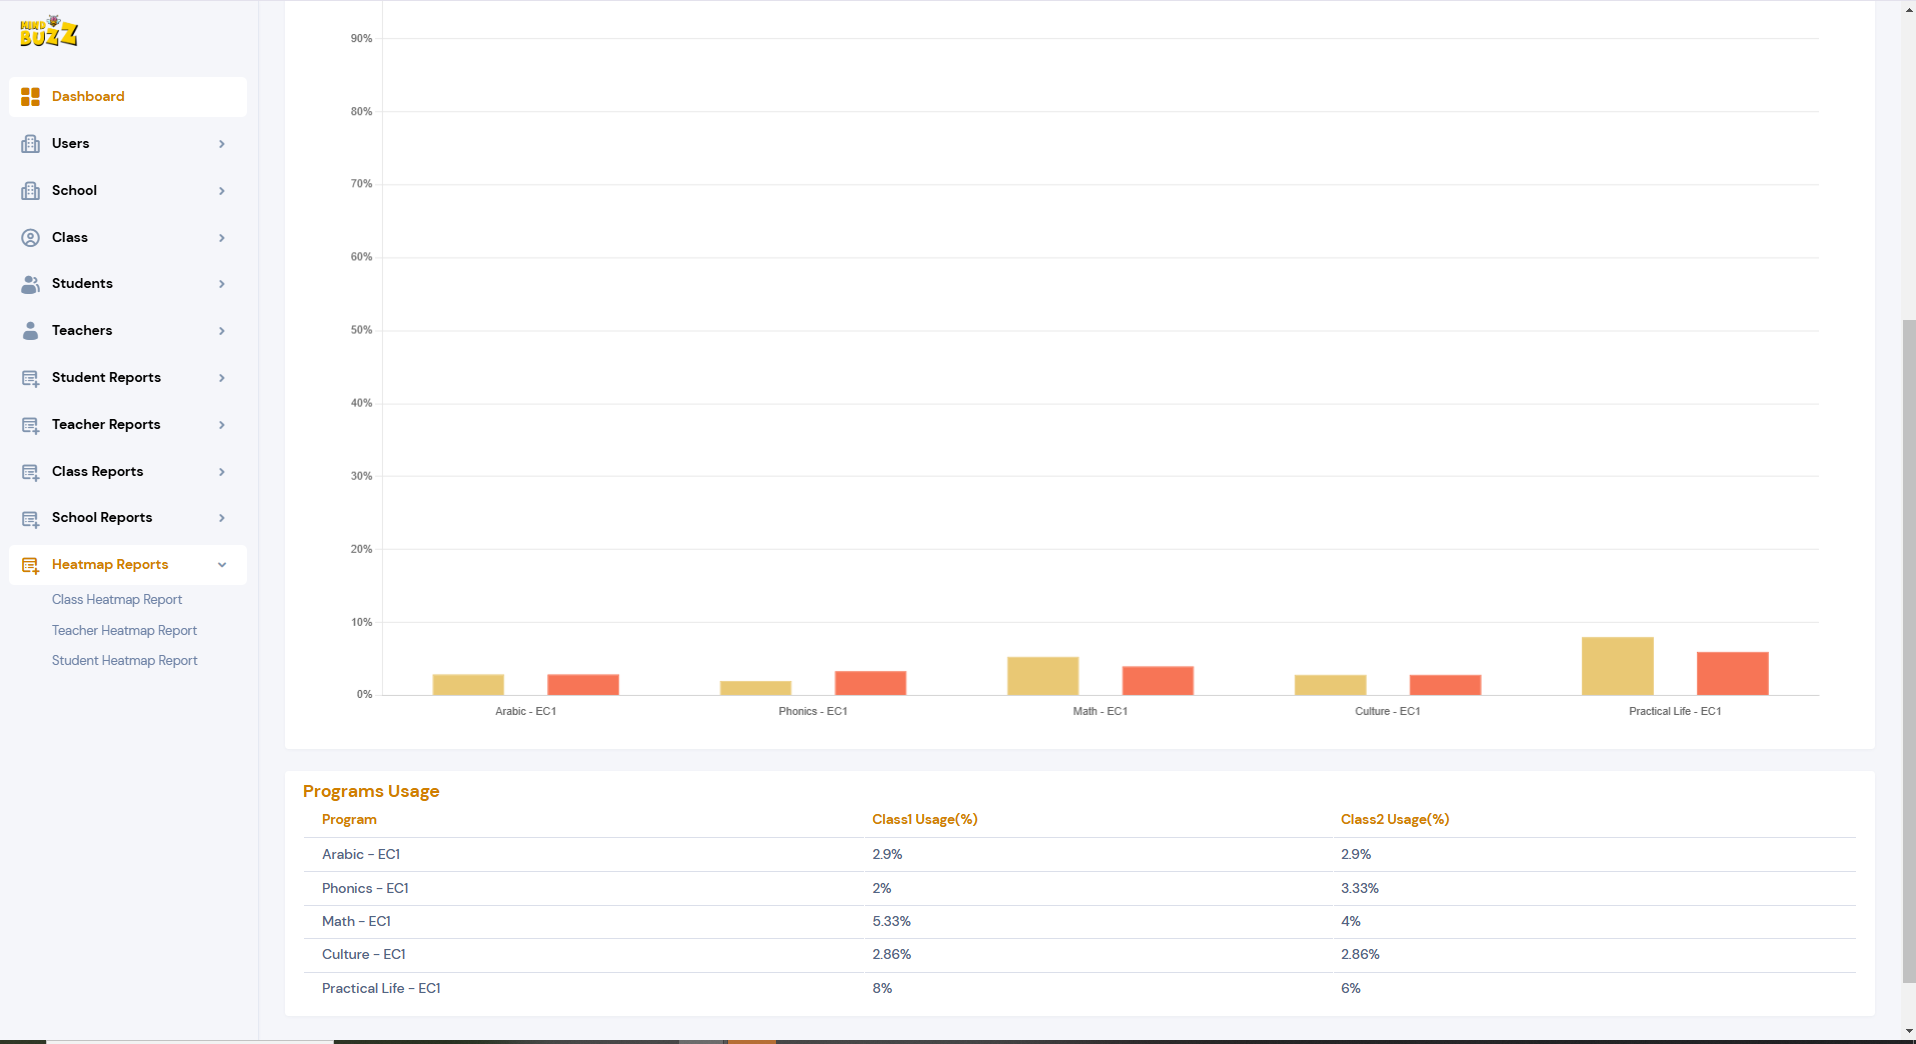 MIND
BUZZ
Dashboard
Users
School
Class
Students
Teachers
Student Reports
Teacher Reports
Class Reports
School Reports
Heatmap Reports
Class Heatmap Report
Teacher Heatmap Report
Student Heatmap Report
90%
80%
70%
60%
50%
40%
30%
20%
10%
0%
Arabic - EC1 Phonics - EC1 Math - EC1 Culture - EC1 Practical Life - EC1
Programs Usage
Program Class1 Usage(%) Class2 Usage(%)
Arabic - EC1 2.9% 2.9%
Phonics - EC1 2% 3.33%
Math - EC1 5.33% 4%
Culture - EC1 2.86% 2.86%
Practical Life - EC1 8% 6%